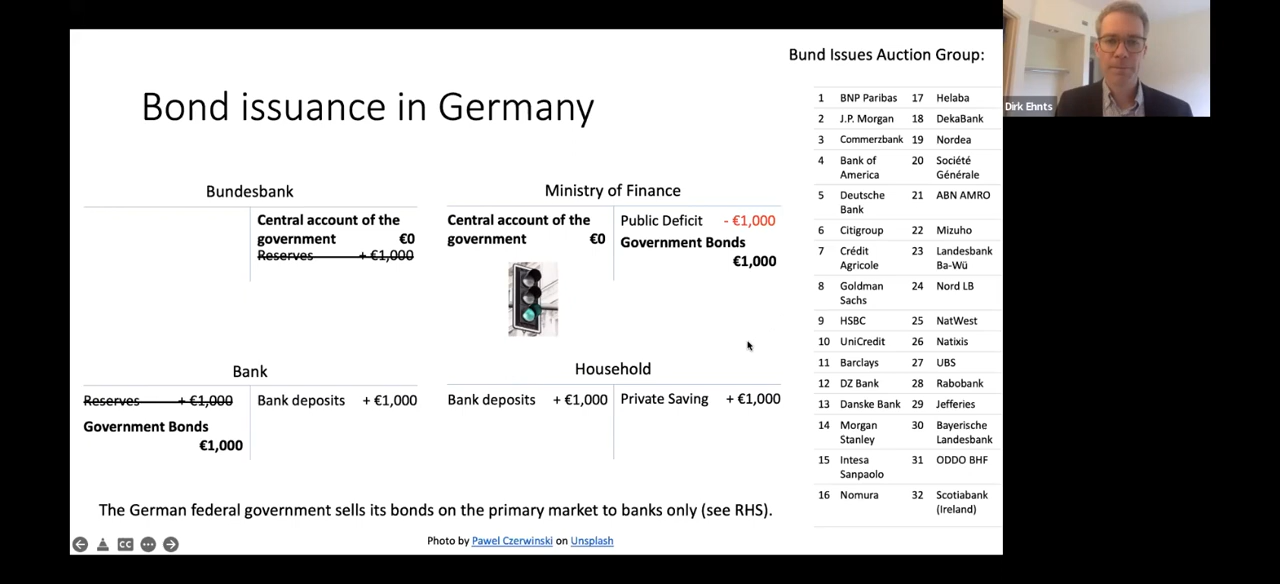 Bund Issues Auction Group:
Bond issuance in Germany
Bundesbank
Central account of the
government €0
Reserves + €1,000
Ministry of Finance
Central account of the
government €0
Public Deficit - €1,000
Government Bonds
€1,000
Bank
Reserves + €1,000
Government Bonds
€1,000
Bank deposits + €1,000
Household
Bank deposits + €1,000
Private Saving + €1,000
The German federal government sells its bonds on the primary market to banks only (see RHS).
Photo by Pawel Czerwinski on Unsplash
CC
1 BNP Paribas 17 Helaba
2 J.P. Morgan 18 DekaBank
3 Commerzbank 19 Nordea
4 Bank of America 20 Société Générale
5 Deutsche Bank 21 ABN AMRO
6 Citigroup 22 Mizuho
7 Crédit Agricole 23 Landesbank Ba-Wü
8 Goldman Sachs 24 Nord LB
9 HSBC 25 NatWest
10 UniCredit 26 Natixis
11 Barclays 27 UBS
12 DZ Bank 28 Rabobank
13 Danske Bank 29 Jefferies
14 Morgan Stanley 30 Bayerische Landesbank
15 Intesa Sanpaolo 31 ODDO BHF
16 Nomura 32 Scotiabank (Ireland)
Dirk Ehnts